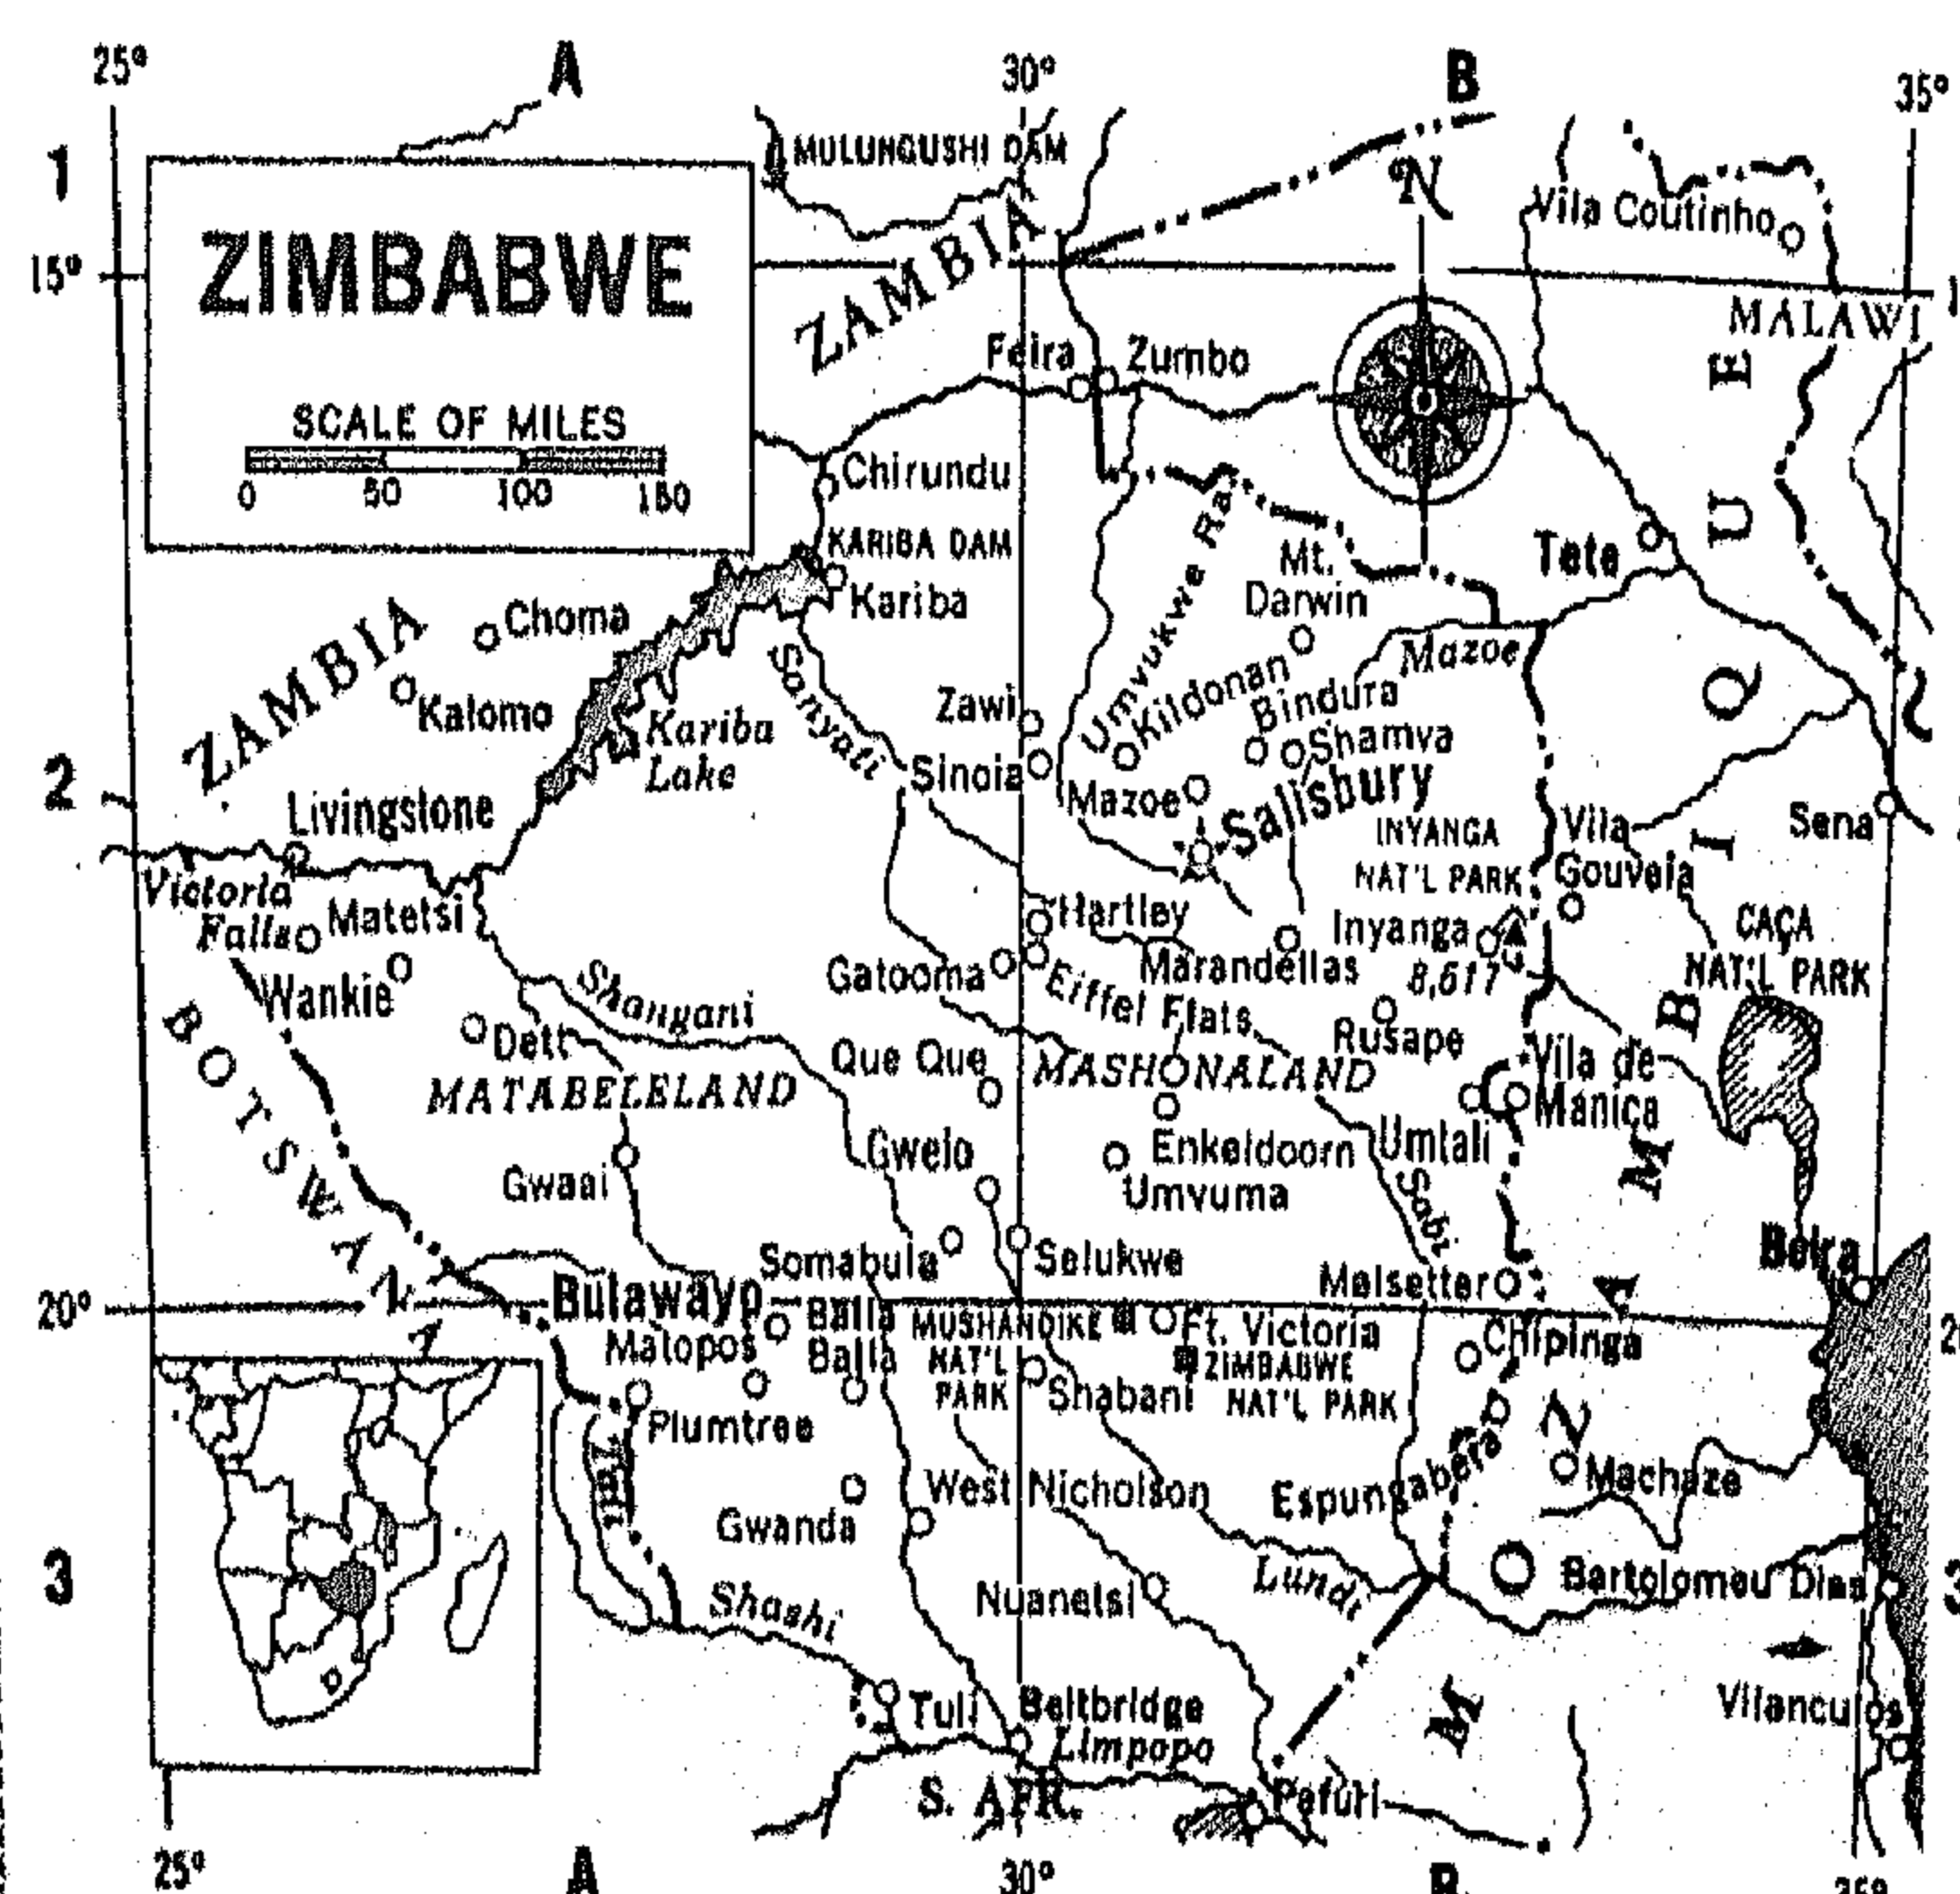 25° A 30° B 35°
1
MULUNGUSHI DAM
N
Vila Coutinho
ZIMBABWE
15°
ZAMBIA
MALAWI
SCALE OF MILES
0 50 100 150
Feira Zumbo
Chirundu
KARIBA DAM
Kariba
Umvukwe Ra.
Mt.
Darwin
Tete
ZAMBIA
Choma
Kalomo
Kariba
Lake
Sanyati
Zawi
Sinoia
Kildonan
Bindura
Shamva
Mazoe
Mazoe
Salisbury
2
Livingstone
Victoria
Falls
Matetsi
Wankie
Dett
INYANGA
NAT'L PARK
Vila
Gouveia
Sena
Hartley
Gatooma
Eiffel Flats
Marandellas
Inyanga
8,517
CAÇA
NAT'L PARK
Shangani
Que Que
MASHONALAND
Rusape
Vila de
Manica
BOTSWANA
MATABELELAND
Gwelo
Enkeldoorn
Umvuma
Umtali
Sabi
Gwaai
Somabula
Selukwe
Melsetter
Beira
20°
Bulawayo
Balla
Balla
Matopos
MUSHANDIKE
NAT'L
PARK
Ft. Victoria
ZIMBABWE
NAT'L PARK
Chipinga
Shabani
Plumtree
MOZAMBIQUE
West Nicholson
Espungabera
Machaze
Gwanda
3
Nuanetsi
Lundi
Bartolomeu Dias
3
Shashi
Tuli
Beitbridge
Limpopo
Vilanculos
S. AFR.
Pafuri
25° A 30° B 35°